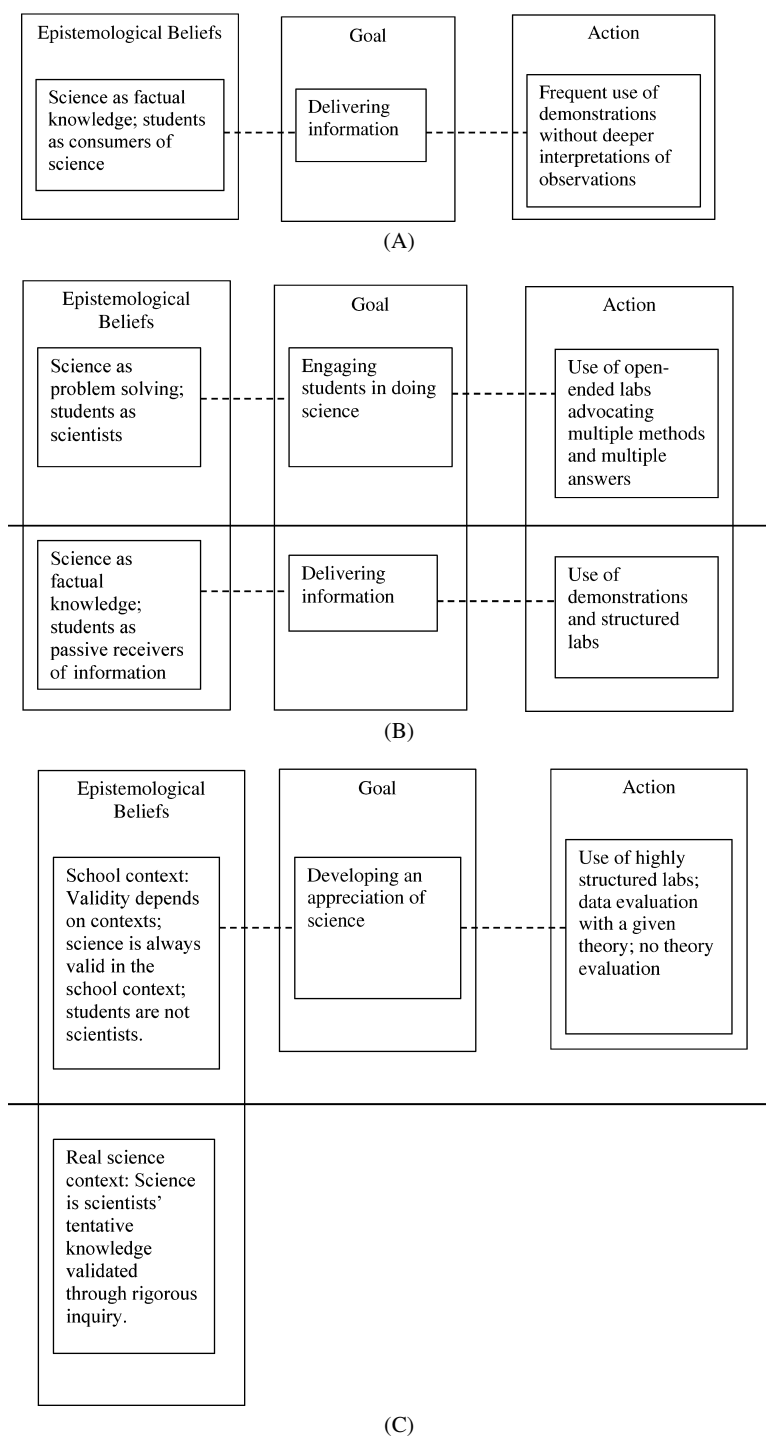 Epistemological Beliefs
Goal
Action
Science as factual
knowledge; students
as consumers of
science
Delivering
information
Frequent use of
demonstrations
without deeper
interpretations of
observations
(A)
Epistemological
Beliefs
Goal
Action
Science as
problem solving;
students as
scientists
Engaging
students in doing
science
Use of open-
ended labs
advocating
multiple methods
and multiple
answers
Science as
factual
knowledge;
students as
passive receivers
of information
Delivering
information
Use of
demonstrations
and structured
labs
(B)
Epistemological
Beliefs
Goal
Action
School context:
Validity depends
on contexts;
science is always
valid in the
school context;
students are not
scientists.
Developing an
appreciation of
science
Use of highly
structured labs;
data evaluation
with a given
theory; no theory
evaluation
Real science
context: Science
is scientists’
tentative
knowledge
validated
through rigorous
inquiry.
(C)